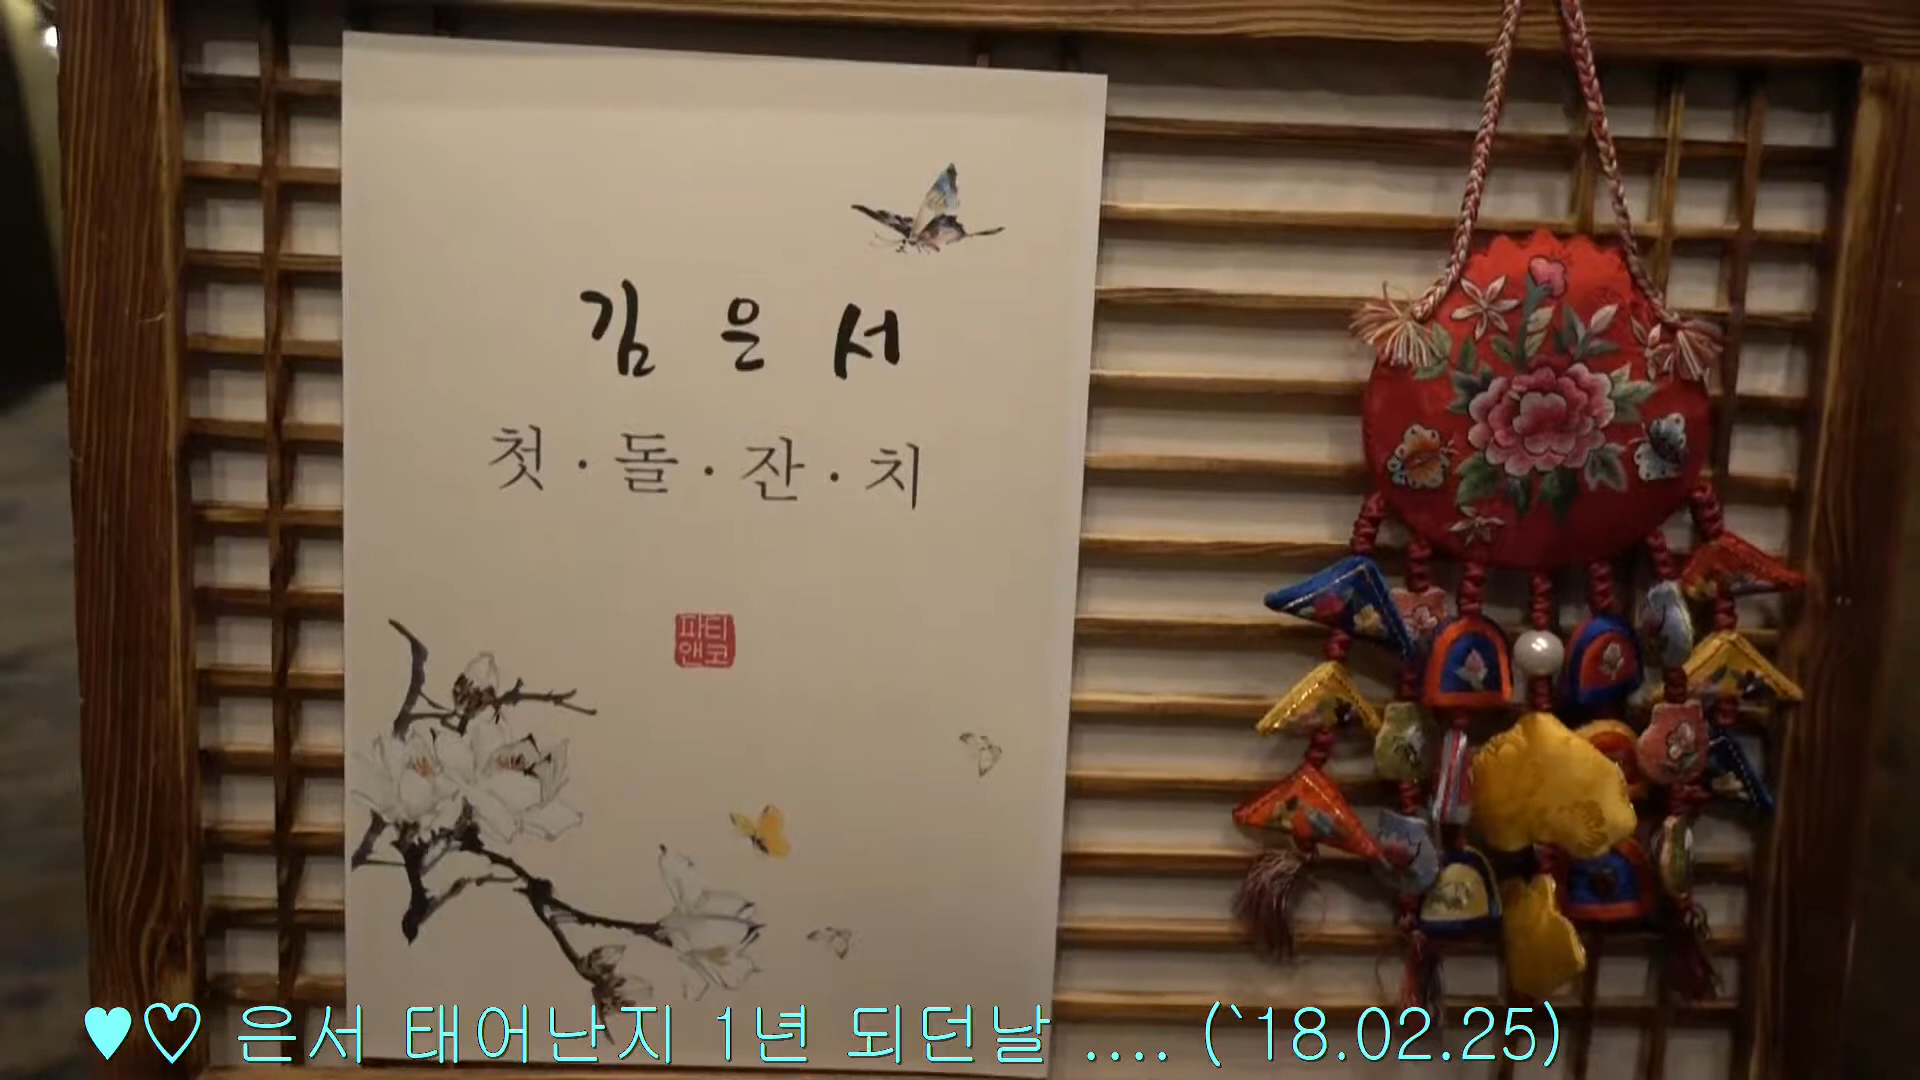 김 은 서
첫·돌·잔·치
파티
앤코
♥♡ 은서 태어난지 1년 되던날 .... (`18.02.25)